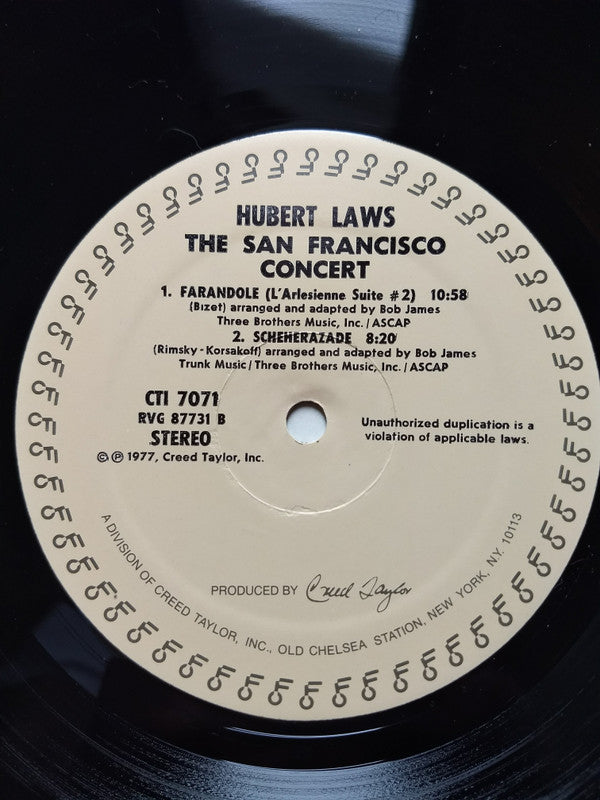 HUBERT LAWS
THE SAN FRANCISCO
CONCERT
1. FARANDOLE (L'Arlesienne Suite #2) 10:58
(Bizet) arranged and adapted by Bob James
Three Brothers Music, Inc. / ASCAP
2. SCHEHERAZADE 8:20
(Rimsky-Korsakoff) arranged and adapted by Bob James
Trunk Music / Three Brothers Music, Inc. / ASCAP
CTI 7071
RVG 87731 B
STEREO
© ℗ 1977, Creed Taylor, Inc.
Unauthorized duplication is a
violation of applicable laws.
PRODUCED BY Creed Taylor
A DIVISION OF CREED TAYLOR, INC., OLD CHELSEA STATION, NEW YORK, N.Y. 10113